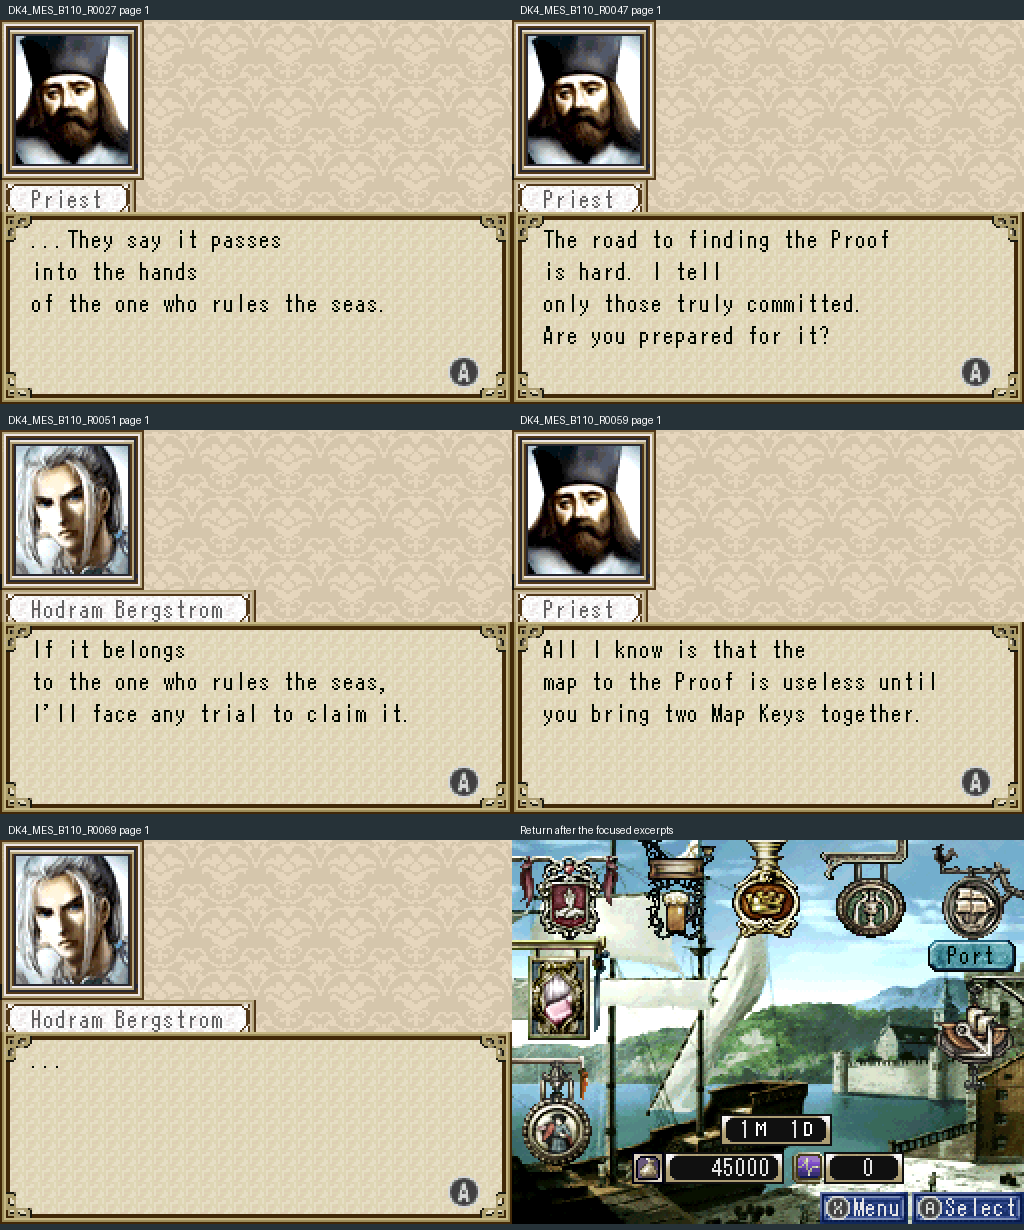 DK4_MES_B110_R0027 page 1
Priest
...They say it passes
into the hands
of the one who rules the seas.
A
DK4_MES_B110_R0047 page 1
Priest
The road to finding the Proof
is hard. I tell
only those truly committed.
Are you prepared for it?
A
DK4_MES_B110_R0051 page 1
Hodram Bergstrom
If it belongs
to the one who rules the seas,
I'll face any trial to claim it.
A
DK4_MES_B110_R0059 page 1
Priest
All I know is that the
map to the Proof is useless until
you bring two Map Keys together.
A
DK4_MES_B110_R0069 page 1
Hodram Bergstrom
...
A
Return after the focused excerpts
Port
1M 1D
45000
0
X Menu
A Select